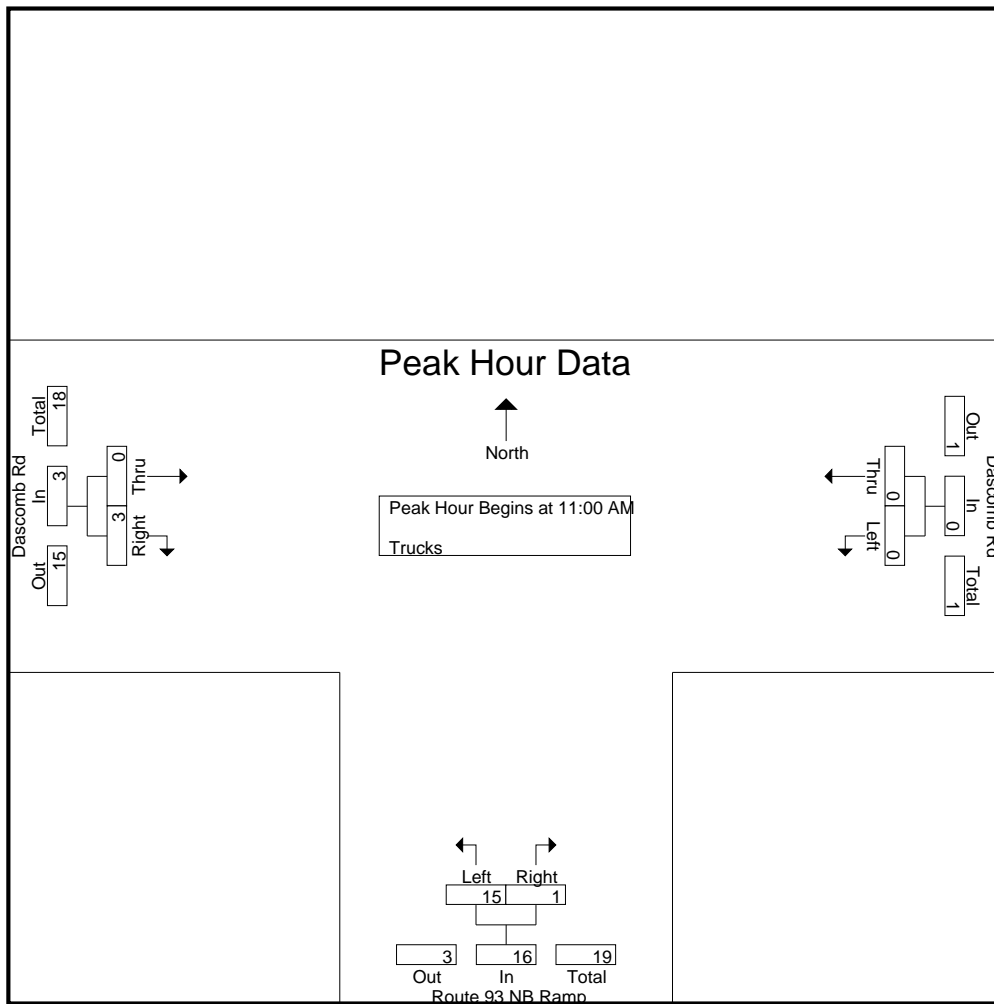 Peak Hour Data
North
Peak Hour Begins at 11:00 AM
Trucks
Dascomb Rd
Out In Total
15 3 18
Right Thru
3 0
Dascomb Rd
Out In Total
1 0 1
Thru Left
0 0
Left Right
15 1
3 16 19
Out In Total
Route 93 NB Ramp